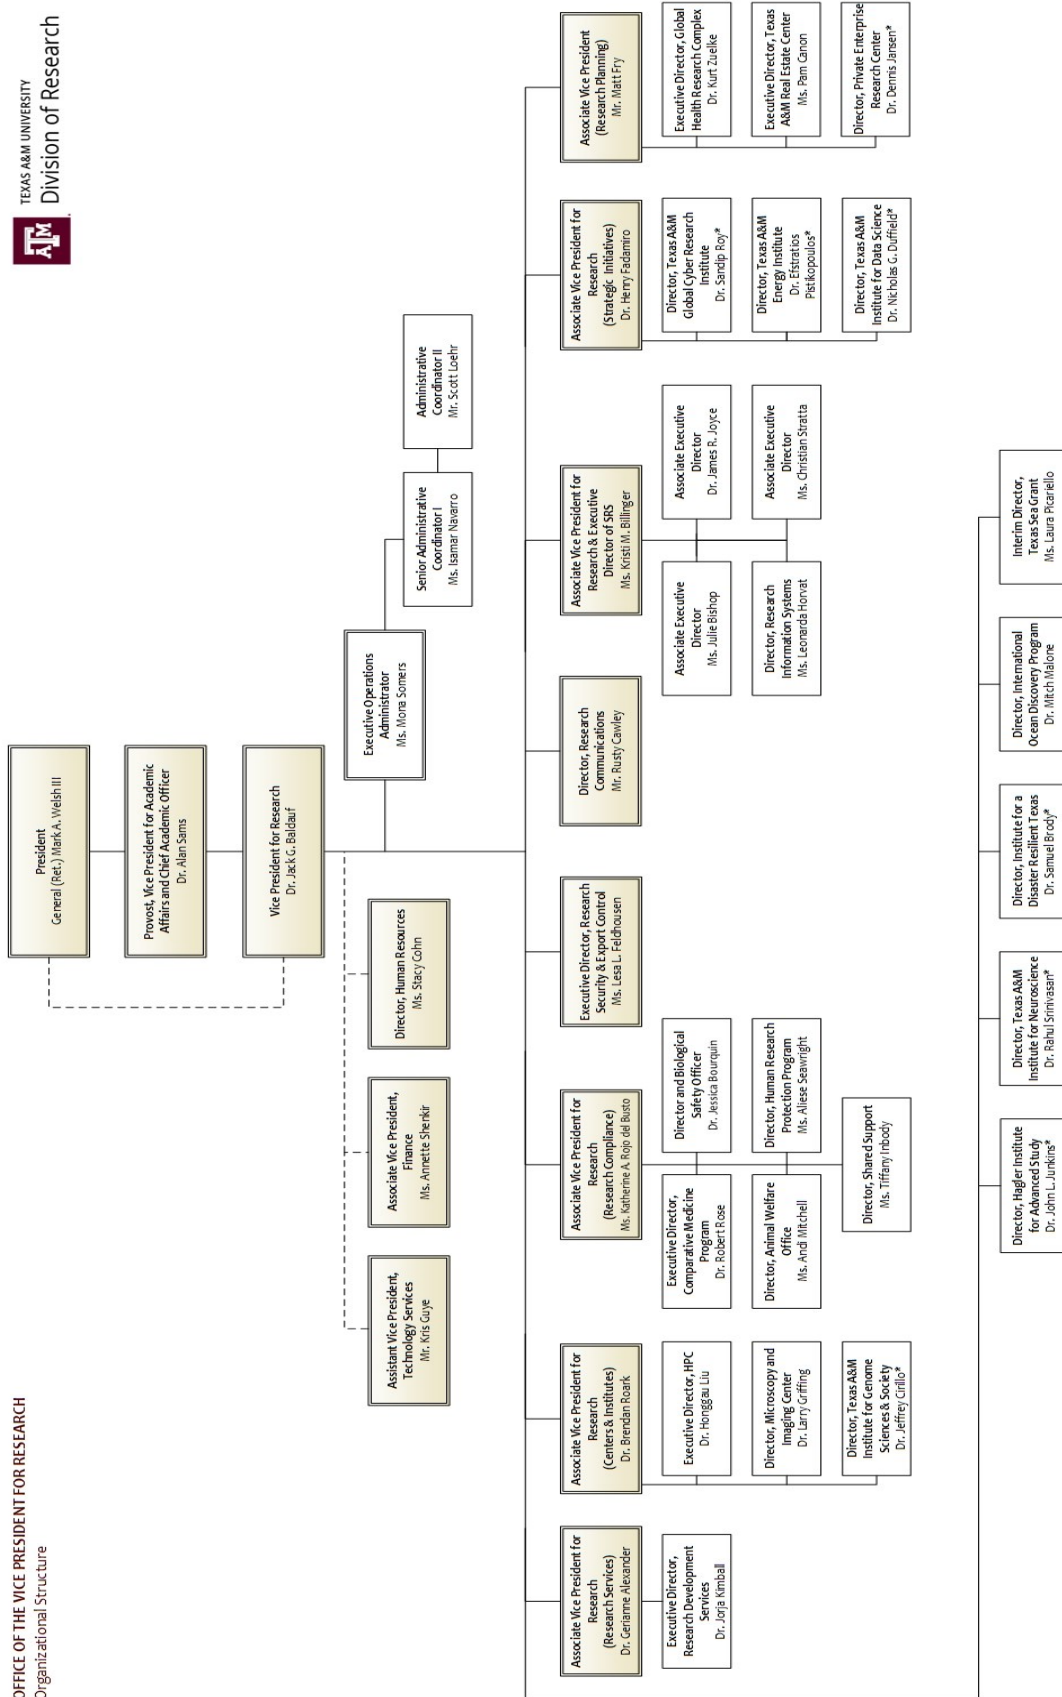 OFFICE OF THE VICE PRESIDENT FOR RESEARCH
Organizational Structure
TEXAS A&M UNIVERSITY
Division of Research
A|M
President
General (Ret.) Mark A. Welsh III
Provost, Vice President for Academic
Affairs and Chief Academic Officer
Dr. Alan Sams
Vice President for Research
Dr. Jack G. Baldauf
Executive Operations
Administrator
Ms. Mona Somers
Senior Administrative
Coordinator I
Ms. Isamar Navarro
Administrative
Coordinator II
Mr. Scott Loehr
Assistant Vice President,
Technology Services
Mr. Kris Guye
Associate Vice President,
Finance
Ms. Annette Shenkir
Director, Human Resources
Ms. Stacy Cohn
Associate Vice President for
Research
(Research Services)
Dr. Gerianne Alexander
Executive Director,
Research Development
Services
Dr. Jorja Kimball
Associate Vice President for
Research
(Centers & Institutes)
Dr. Brendan Roark
Executive Director, HPC
Dr. Honggau Liu
Director, Microscopy and
Imaging Center
Dr. Larry Griffing
Director, Texas A&M
Institute for Genome
Sciences & Society
Dr. Jeffrey Cirillo*
Associate Vice President for
Research
(Research Compliance)
Ms. Katherine A. Rojo del Busto
Executive Director,
Comparative Medicine
Program
Dr. Robert Rose
Director and Biological
Safety Officer
Dr. Jessica Bourquin
Director, Animal Welfare
Office
Ms. Andi Mitchell
Director, Human Research
Protection Program
Ms. Aliese Seawright
Director, Shared Support
Ms. Tiffany Inbody
Executive Director, Research
Security & Export Control
Ms. Lesa L. Feldhousen
Director, Research
Communications
Mr. Rusty Cawley
Associate Vice President for
Research & Executive
Director of SRS
Ms. Kristi M. Billinger
Associate Executive
Director
Ms. Julie Bishop
Associate Executive
Director
Dr. James R. Joyce
Director, Research
Information Systems
Ms. Leonarda Horvat
Associate Executive
Director
Ms. Christian Stratta
Associate Vice President for
Research
(Strategic Initiatives)
Dr. Henry Fadamiro
Director, Texas A&M
Global Cyber Research
Institute
Dr. Sandip Roy*
Director, Texas A&M
Energy Institute
Dr. Efstratios
Pistikopoulos*
Director, Texas A&M
Institute for Data Science
Dr. Nicholas G. Duffield*
Associate Vice President
(Research Planning)
Mr. Matt Fry
Executive Director, Global
Health Research Complex
Dr. Kurt Zuelke
Executive Director, Texas
A&M Real Estate Center
Ms. Pam Canon
Director, Private Enterprise
Research Center
Dr. Dennis Jansen*
Director, Hagler Institute
for Advanced Study
Dr. John L. Junkins*
Director, Texas A&M
Institute for Neuroscience
Dr. Rahul Srinivasan*
Director, Institute for a
Disaster Resilient Texas
Dr. Samuel Brody*
Director, International
Ocean Discovery Program
Dr. Mitch Malone
Interim Director,
Texas Sea Grant
Ms. Laura Picariello